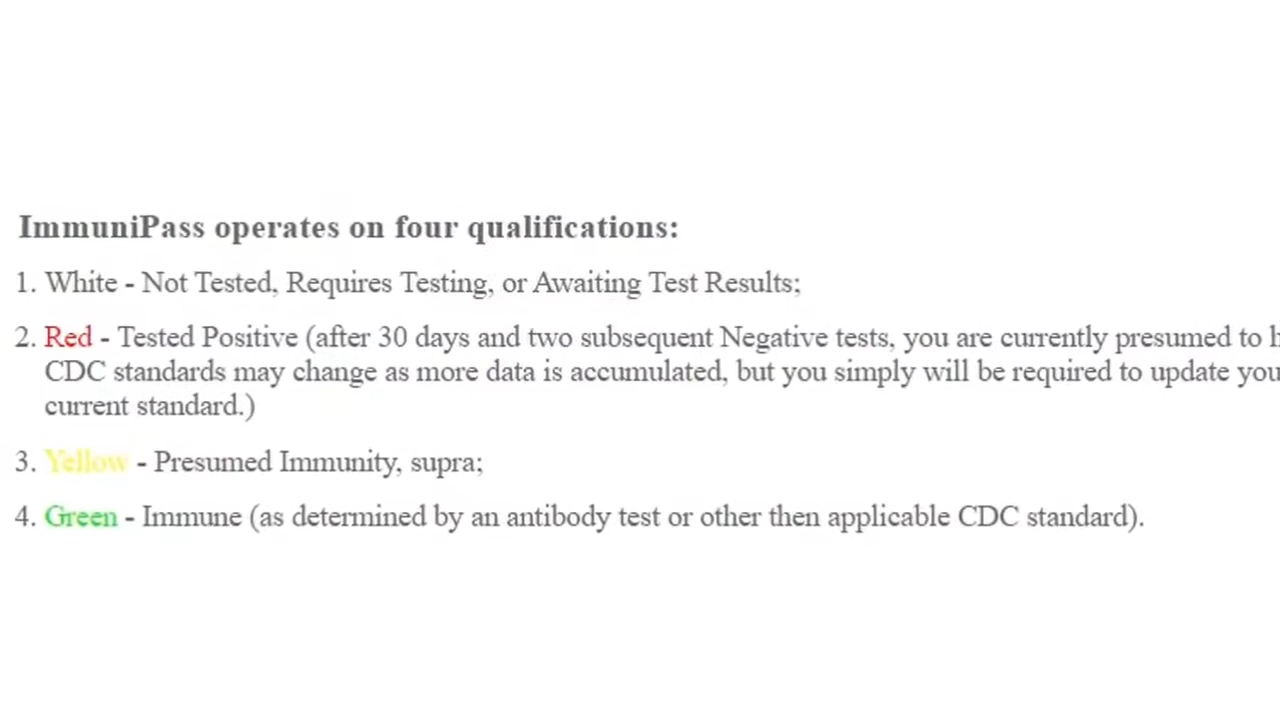 ImmuniPass operates on four qualifications:
1. White - Not Tested, Requires Testing, or Awaiting Test Results;
2. Red - Tested Positive (after 30 days and two subsequent Negative tests, you are currently presumed to
CDC standards may change as more data is accumulated, but you simply will be required to update
current standard.)
3. Yellow - Presumed Immunity, supra;
4. Green - Immune (as determined by an antibody test or other then applicable CDC standard).